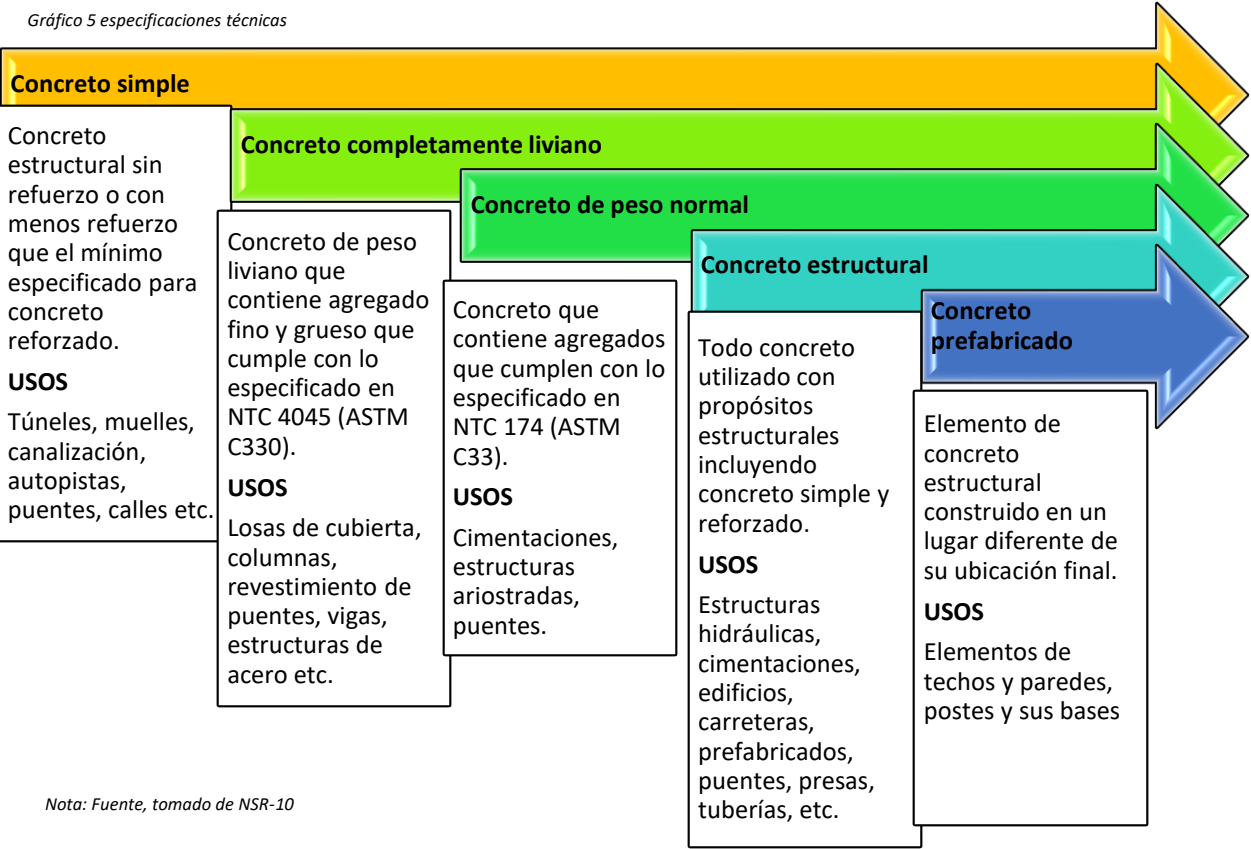 Gráfico 5 especificaciones técnicas
Concreto simple
Concreto
estructural sin
refuerzo o con
menos refuerzo
que el mínimo
especificado para
concreto
reforzado.
USOS
Túneles, muelles,
canalización,
autopistas,
puentes, calles etc.
Concreto completamente liviano
Concreto de peso
liviano que
contiene agregado
fino y grueso que
cumple con lo
especificado en
NTC 4045 (ASTM
C330).
USOS
Losas de cubierta,
columnas,
revestimiento de
puentes, vigas,
estructuras de
acero etc.
Concreto de peso normal
Concreto que
contiene agregados
que cumplen con lo
especificado en
NTC 174 (ASTM
C33).
USOS
Cimentaciones,
estructuras
ariostradas,
puentes.
Concreto estructural
Todo concreto
utilizado con
propósitos
estructurales
incluyendo
concreto simple y
reforzado.
USOS
Estructuras
hidráulicas,
cimentaciones,
edificios,
carreteras,
prefabricados,
puentes, presas,
tuberías, etc.
Concreto
prefabricado
Elemento de
concreto
estructural
construido en un
lugar diferente de
su ubicación final.
USOS
Elementos de
techos y paredes,
postes y sus bases
Nota: Fuente, tomado de NSR-10